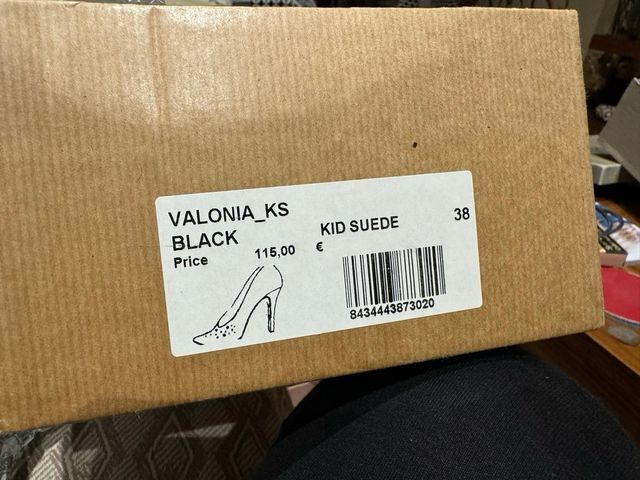 VALONIA_KS
BLACK
KID SUEDE
38
Price 115,00 €
8434443873020